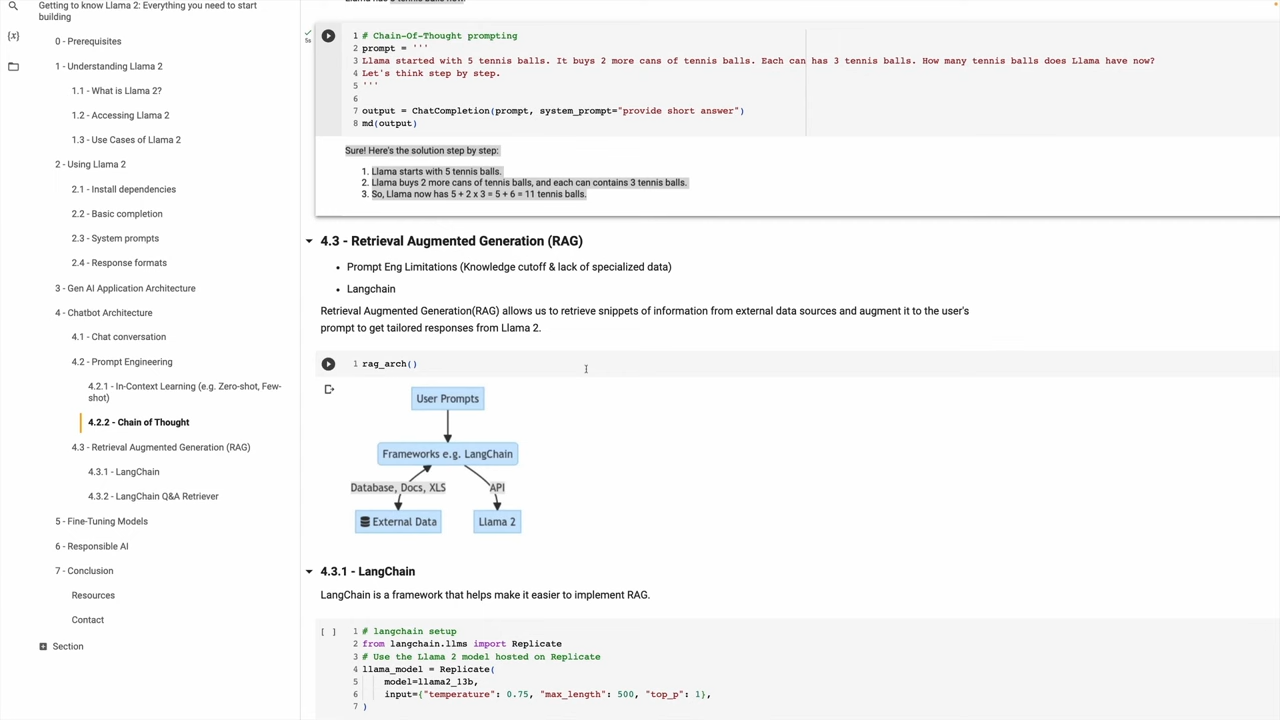 Getting to know Llama 2: Everything you need to start
building
0 - Prerequisites
1 - Understanding Llama 2
1.1 - What is Llama 2?
1.2 - Accessing Llama 2
1.3 - Use Cases of Llama 2
2 - Using Llama 2
2.1 - Install dependencies
2.2 - Basic completion
2.3 - System prompts
2.4 - Response formats
3 - Gen AI Application Architecture
4 - Chatbot Architecture
4.1 - Chat conversation
4.2 - Prompt Engineering
4.2.1 - In-Context Learning (e.g. Zero-shot, Few-
shot)
4.2.2 - Chain of Thought
4.3 - Retrieval Augmented Generation (RAG)
4.3.1 - LangChain
4.3.2 - LangChain Q&A Retriever
5 - Fine-Tuning Models
6 - Responsible AI
7 - Conclusion
Resources
Contact
Section
{x}
5s
1 # Chain-Of-Thought prompting
2 prompt = '''
3 Llama started with 5 tennis balls. It buys 2 more cans of tennis balls. Each can has 3 tennis balls. How many tennis balls does Llama have now?
4 Let's think step by step.
5 '''
6
7 output = ChatCompletion(prompt, system_prompt="provide short answer")
8 md(output)
Sure! Here's the solution step by step:
1. Llama starts with 5 tennis balls.
2. Llama buys 2 more cans of tennis balls, and each can contains 3 tennis balls.
3. So, Llama now has 5 + 2 x 3 = 5 + 6 = 11 tennis balls.
4.3 - Retrieval Augmented Generation (RAG)
• Prompt Eng Limitations (Knowledge cutoff & lack of specialized data)
• Langchain
Retrieval Augmented Generation(RAG) allows us to retrieve snippets of information from external data sources and augment it to the user's
prompt to get tailored responses from Llama 2.
1 rag_arch()
User Prompts
Frameworks e.g. LangChain
Database, Docs, XLS API
External Data Llama 2
4.3.1 - LangChain
LangChain is a framework that helps make it easier to implement RAG.
[ ] 1 # langchain setup
2 from langchain.llms import Replicate
3 # Use the Llama 2 model hosted on Replicate
4 llama_model = Replicate(
5 model=llama2_13b,
6 input={"temperature": 0.75, "max_length": 500, "top_p": 1},
7 )